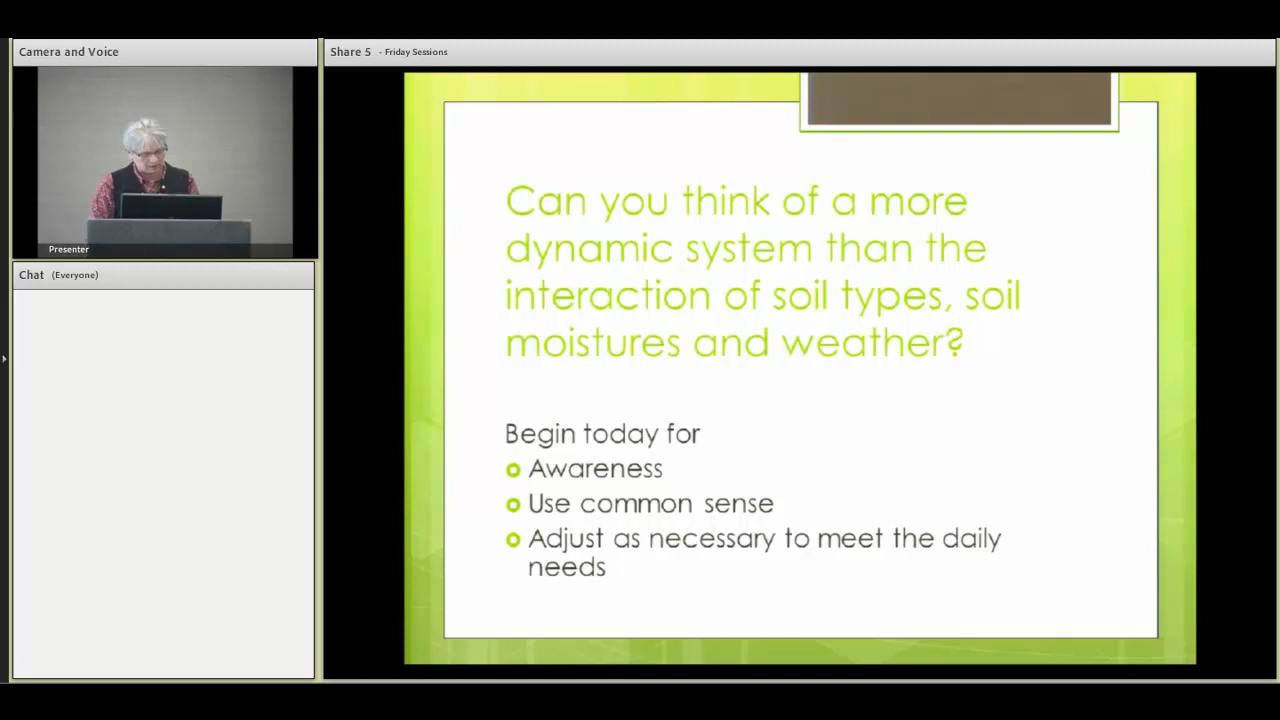 Camera and Voice
Share 5 - Friday Sessions
Presenter
Chat (Everyone)
Can you think of a more
dynamic system than the
interaction of soil types, soil
moistures and weather?
Begin today for
Awareness
Use common sense
Adjust as necessary to meet the daily
needs